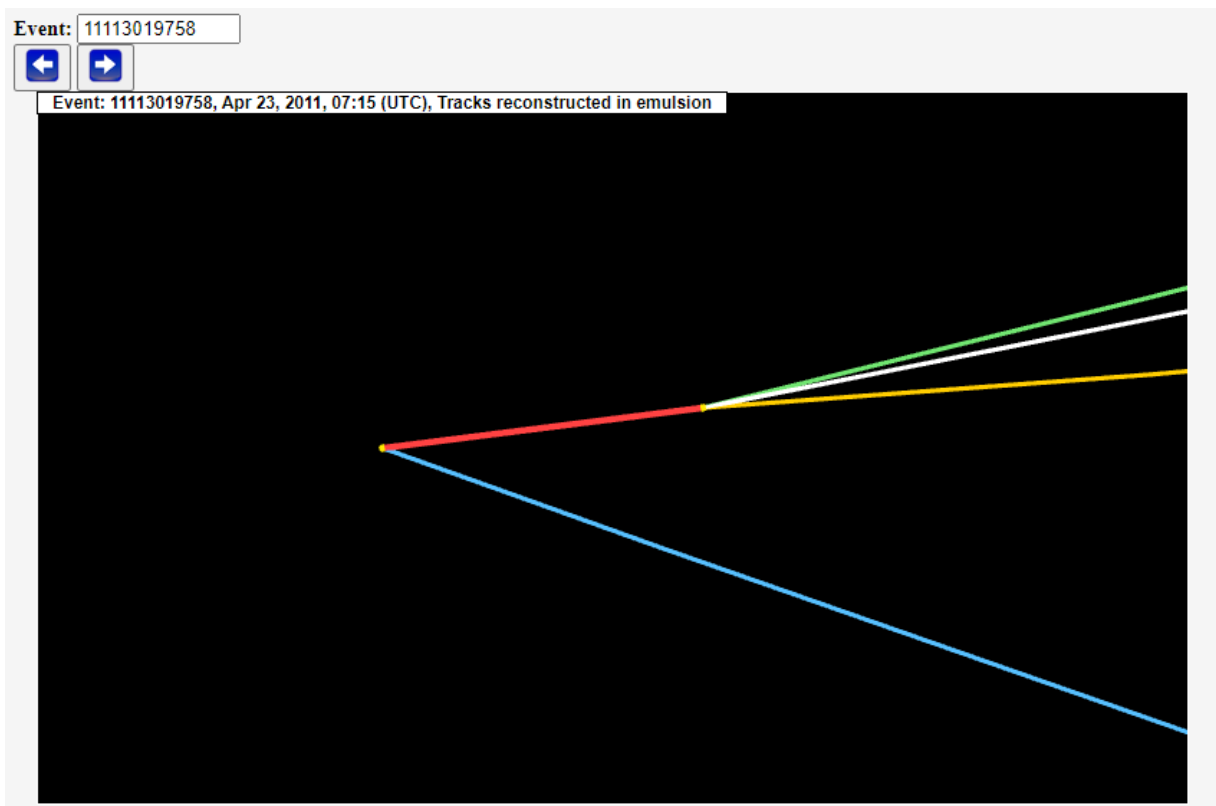 Event: 11113019758
Event: 11113019758, Apr 23, 2011, 07:15 (UTC), Tracks reconstructed in emulsion